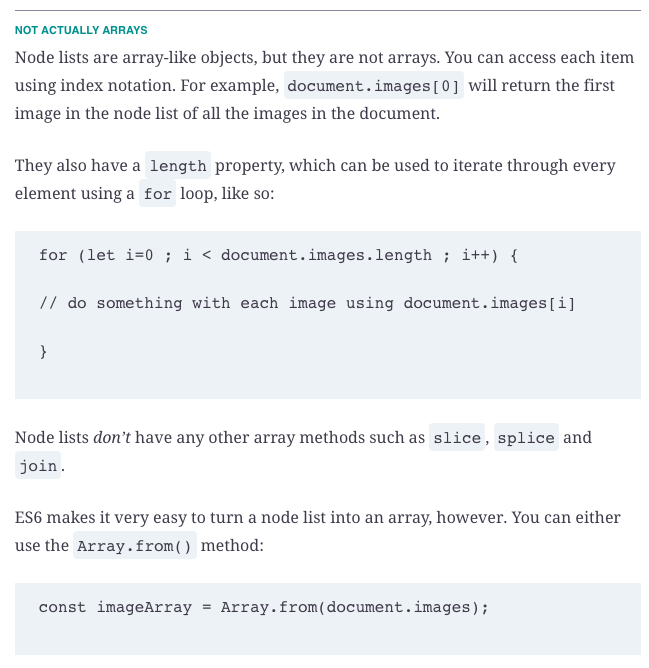 NOT ACTUALLY ARRAYS
Node lists are array-like objects, but they are not arrays. You can access each item
using index notation. For example, document.images[0] will return the first
image in the node list of all the images in the document.
They also have a length property, which can be used to iterate through every
element using a for loop, like so:
for (let i=0 ; i < document.images.length ; i++) {
// do something with each image using document.images[i]
}
Node lists don’t have any other array methods such as slice, splice and
join.
ES6 makes it very easy to turn a node list into an array, however. You can either
use the Array.from() method:
const imageArray = Array.from(document.images);